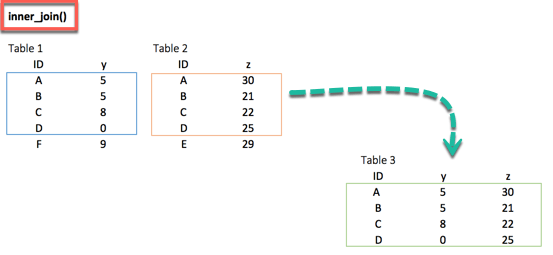 inner_join()
Table 1
ID y
A 5
B 5
C 8
D 0
F 9
Table 2
ID z
A 30
B 21
C 22
D 25
E 29
Table 3
ID y z
A 5 30
B 5 21
C 8 22
D 0 25